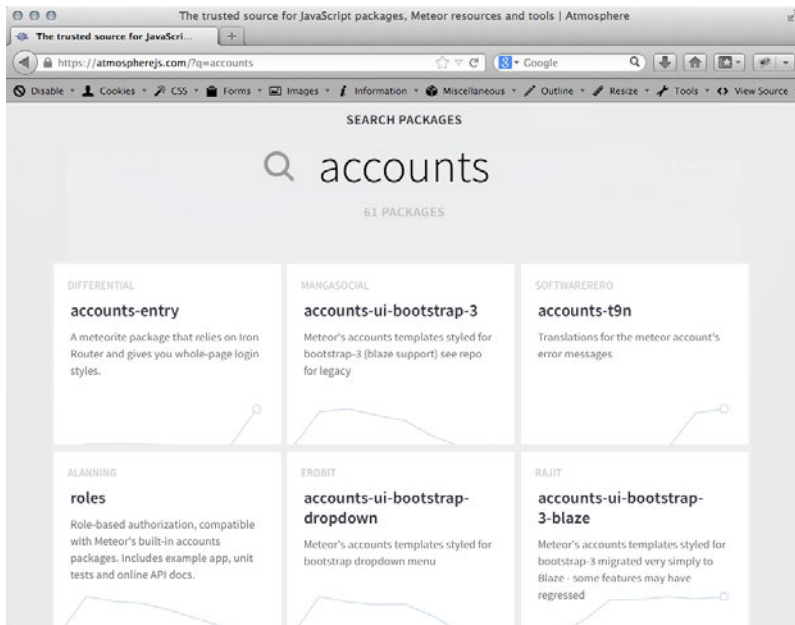 The trusted source for JavaScript packages, Meteor resources and tools | Atmosphere
The trusted source for JavaScri...
https://atmospherejs.com/?q=accounts
Google
Disable Cookies CSS Forms Images Information Miscellaneous Outline Resize Tools View Source
SEARCH PACKAGES
accounts
61 PACKAGES
DIFFERENTIAL
accounts-entry
A meteorite package that relies on Iron
Router and gives you whole-page login
styles.
MANGASOCIAL
accounts-ui-bootstrap-3
Meteor's accounts templates styled for
bootstrap-3 (blaze support) see repo
for legacy
SOFTWARERERO
accounts-t9n
Translations for the meteor account's
error messages
ALANNING
roles
Role-based authorization, compatible
with Meteor's built-in accounts
packages. Includes example app, unit
tests and online API docs.
EROBIT
accounts-ui-bootstrap-
dropdown
Meteor's accounts templates styled for
bootstrap dropdown menu
RAJIT
accounts-ui-bootstrap-
3-blaze
Meteor's accounts templates styled for
bootstrap-3 migrated very simply to
Blaze - some features may have
regressed